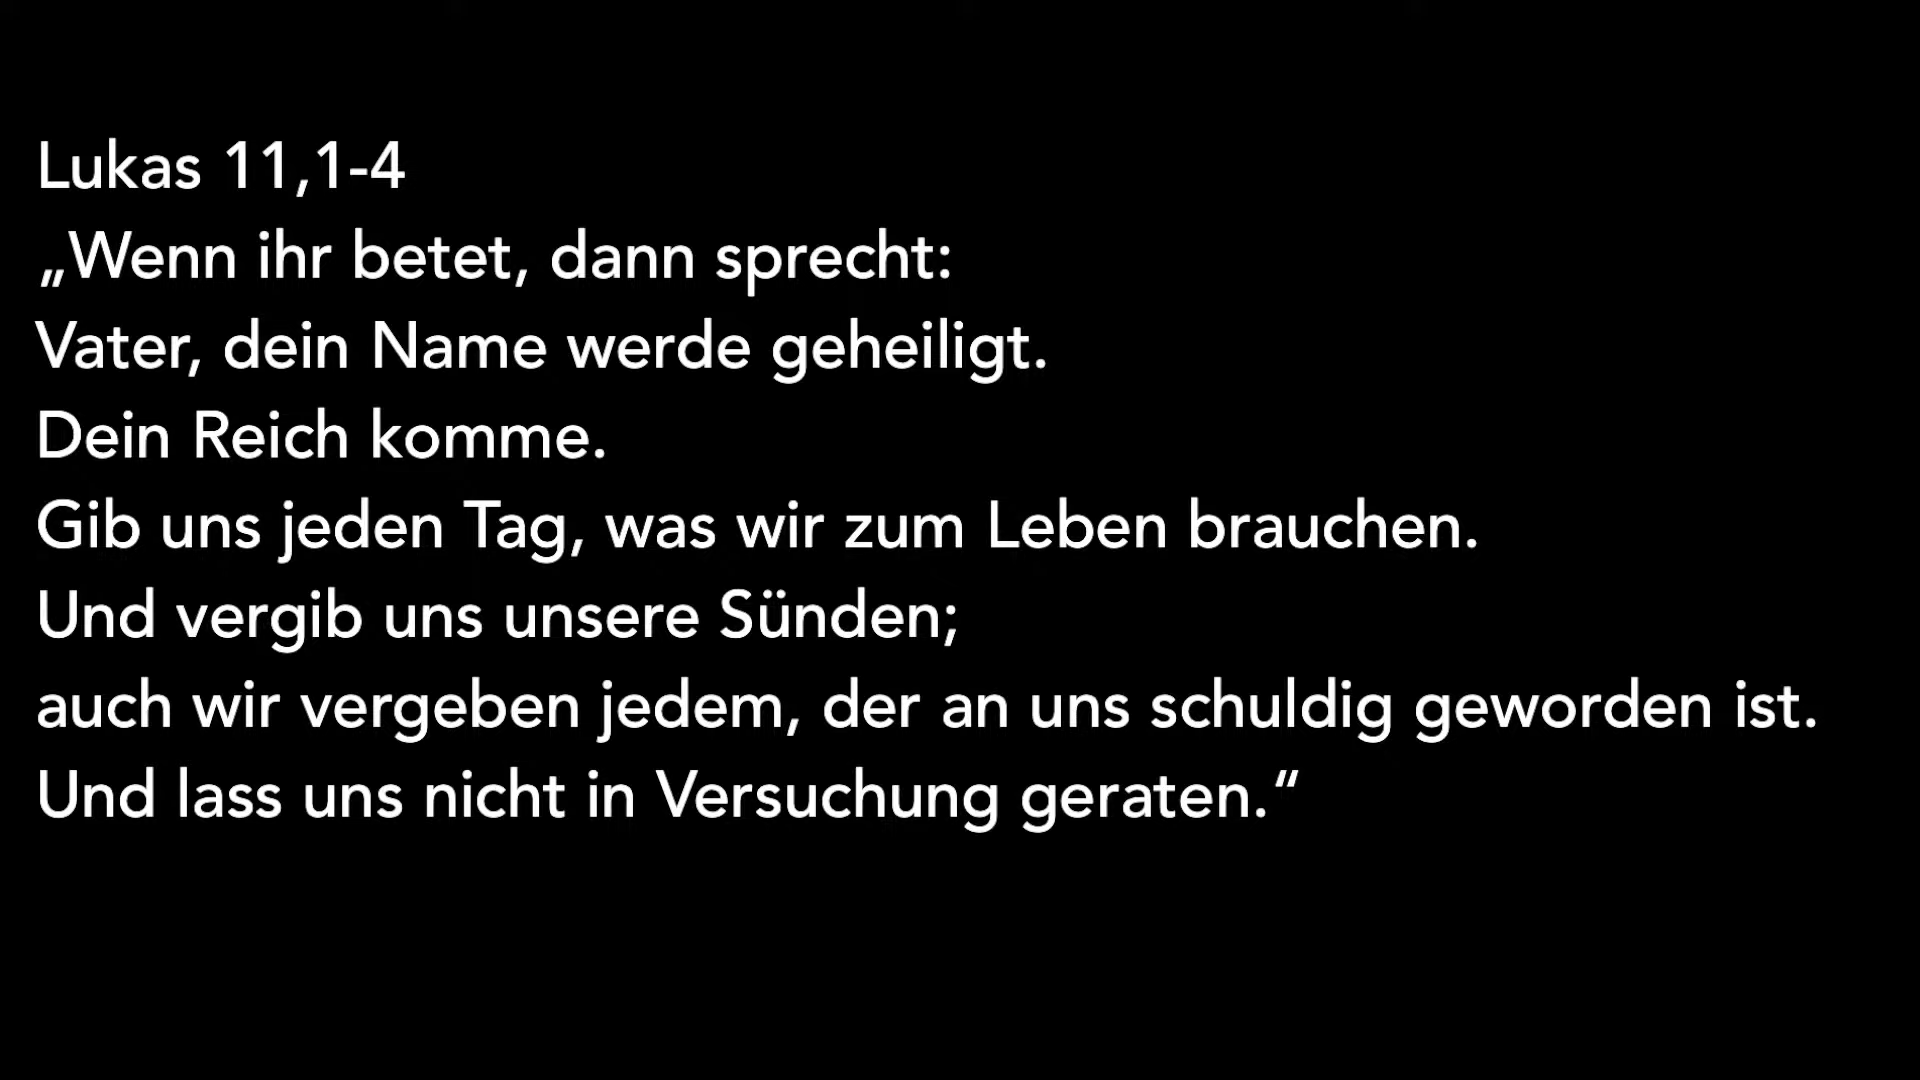 Lukas 11,1-4
„Wenn ihr betet, dann sprecht:
Vater, dein Name werde geheiligt.
Dein Reich komme.
Gib uns jeden Tag, was wir zum Leben brauchen.
Und vergib uns unsere Sünden;
auch wir vergeben jedem, der an uns schuldig geworden ist.
Und lass uns nicht in Versuchung geraten.“